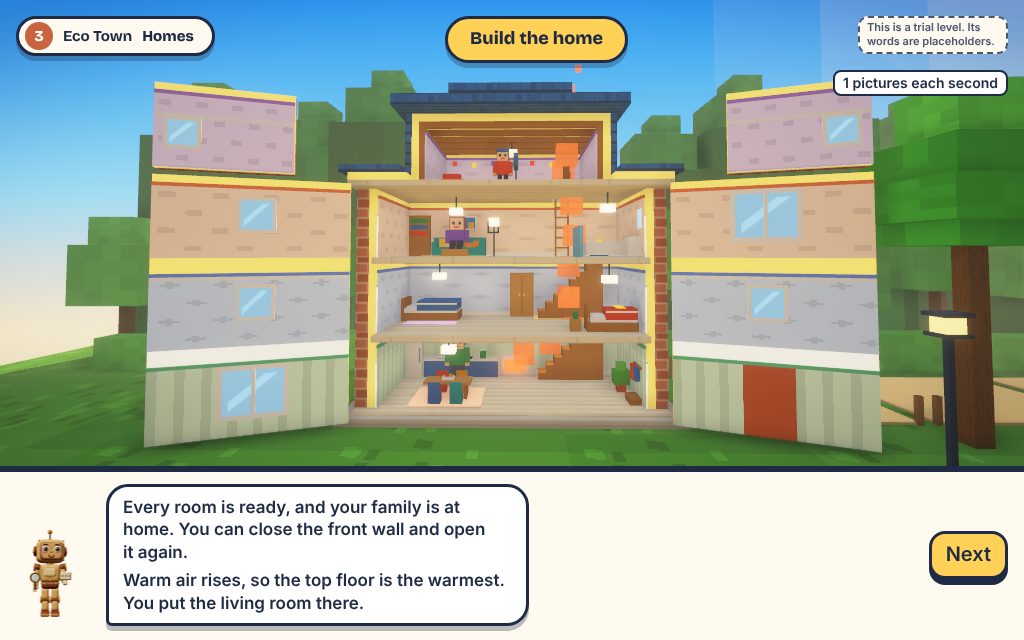 3 Eco Town Homes
Build the home
This is a trial level. Its
words are placeholders.
1 pictures each second
Every room is ready, and your family is at
home. You can close the front wall and open
it again.
Warm air rises, so the top floor is the warmest.
You put the living room there.
Next